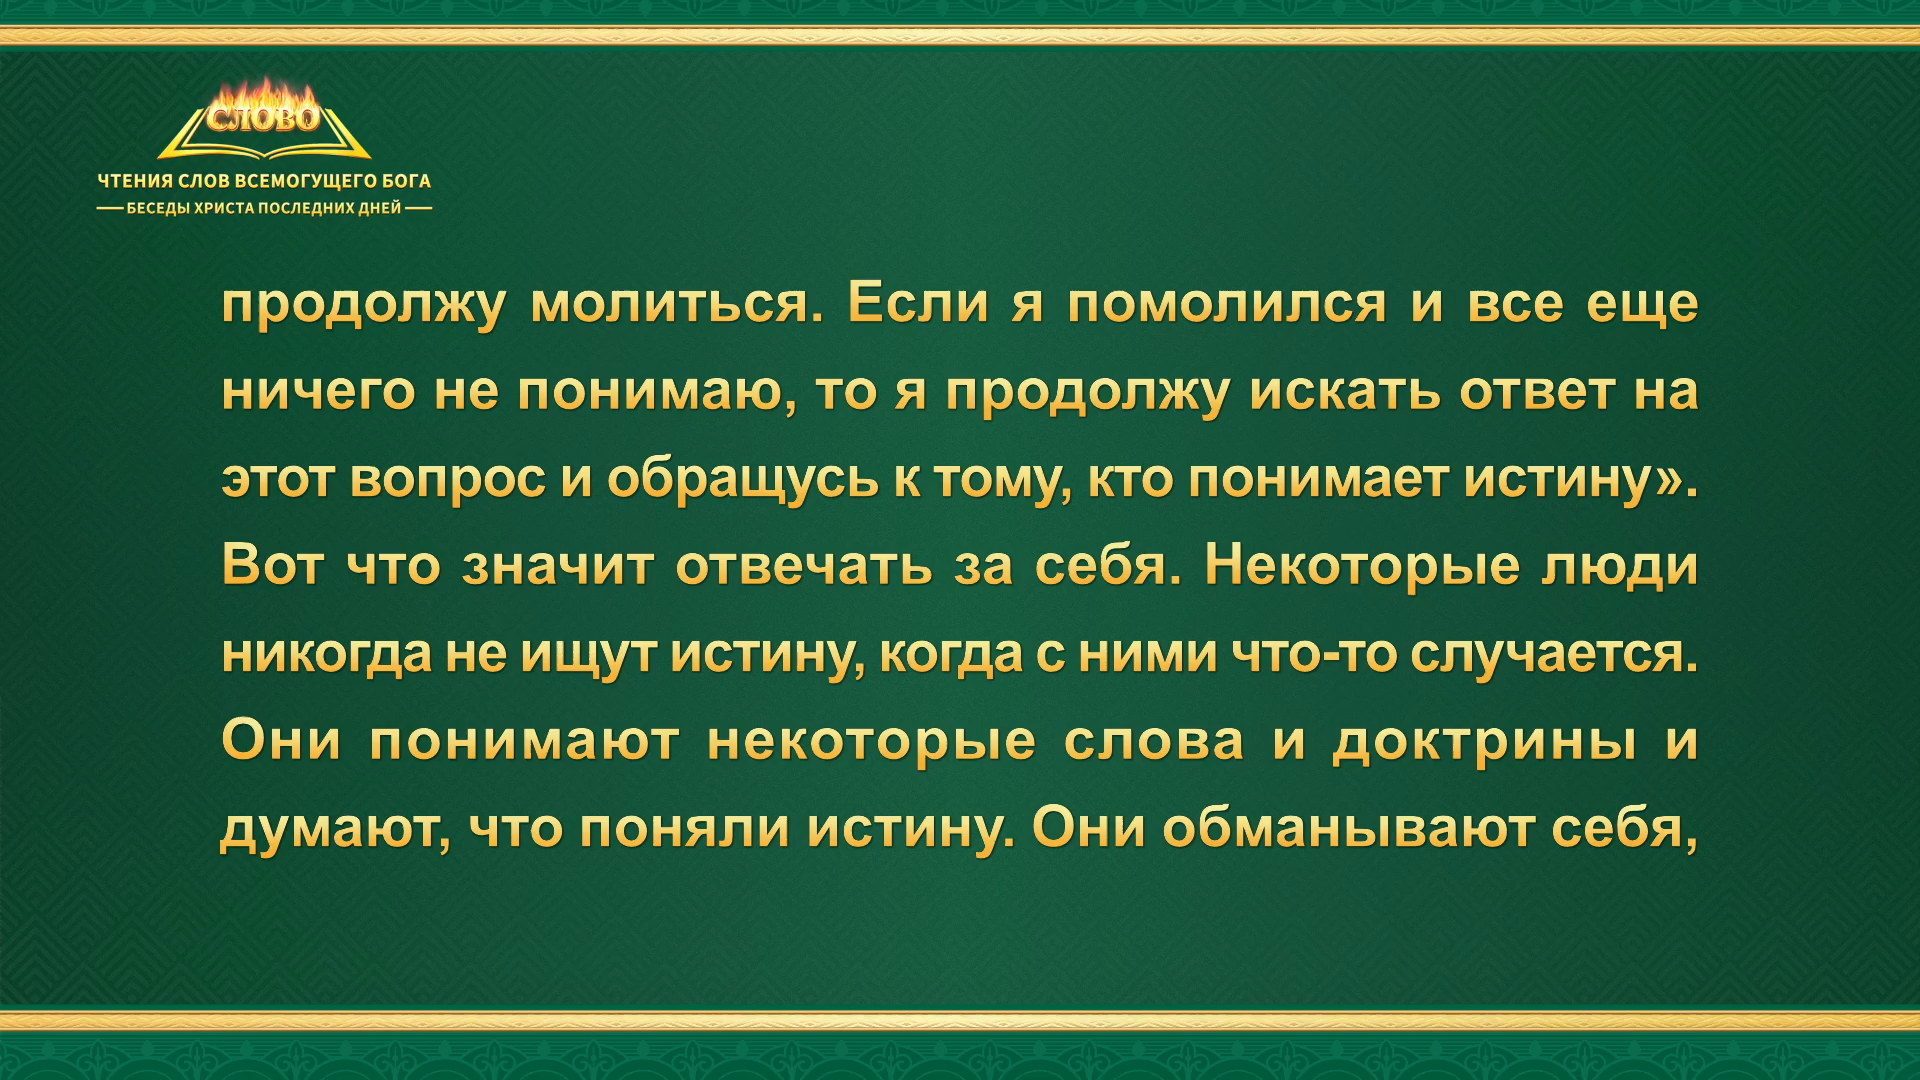 СЛОВО
ЧТЕНИЯ СЛОВ ВСЕМОГУЩЕГО БОГА
БЕСЕДЫ ХРИСТА ПОСЛЕДНИХ ДНЕЙ
продолжу молиться. Если я помолился и все еще
ничего не понимаю, то я продолжу искать ответ на
этот вопрос и обращусь к тому, кто понимает истину».
Вот что значит отвечать за себя. Некоторые люди
никогда не ищут истину, когда с ними что-то случается.
Они понимают некоторые слова и доктрины и
думают, что поняли истину. Они обманывают себя,